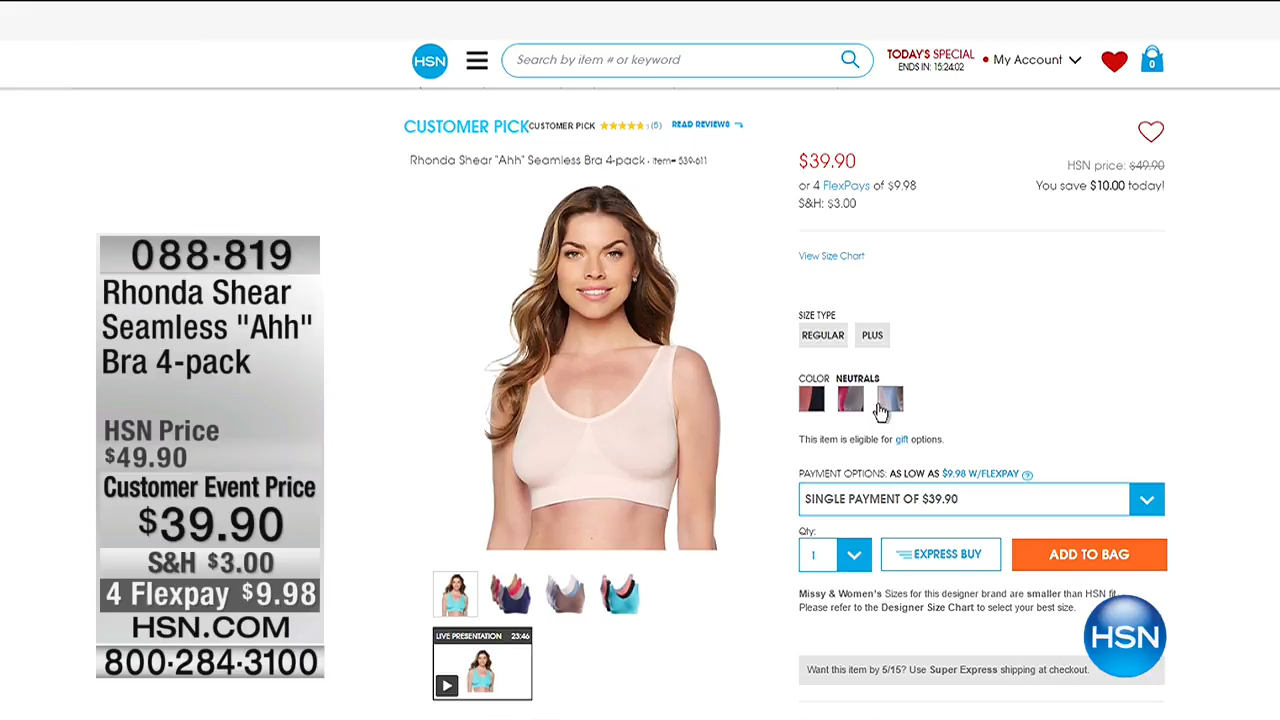 HSN
Search by item # or keyword
TODAY'S SPECIAL
ENDS IN: 15:24:02
My Account
0
CUSTOMER PICK
CUSTOMER PICK
(5)
READ REVIEWS
Rhonda Shear "Ahh" Seamless Bra 4-pack - Item# 539-611
$39.90
HSN price: $49.90
or 4 FlexPays of $9.98
You save $10.00 today!
S&H: $3.00
View Size Chart
SIZE TYPE
REGULAR
PLUS
COLOR NEUTRALS
This item is eligible for gift options.
PAYMENT OPTIONS: AS LOW AS $9.98 W/FLEXPAY ?
SINGLE PAYMENT OF $39.90
Qty:
1
EXPRESS BUY
ADD TO BAG
Missy & Women's Sizes for this designer brand are smaller than HSN fit.
Please refer to the Designer Size Chart to select your best size.
Want this item by 5/15? Use Super Express shipping at checkout.
LIVE PRESENTATION 23:46
HSN
088-819
Rhonda Shear
Seamless "Ahh"
Bra 4-pack
HSN Price
$49.90
Customer Event Price
$39.90
S&H $3.00
4 Flexpay $9.98
HSN.COM
800-284-3100